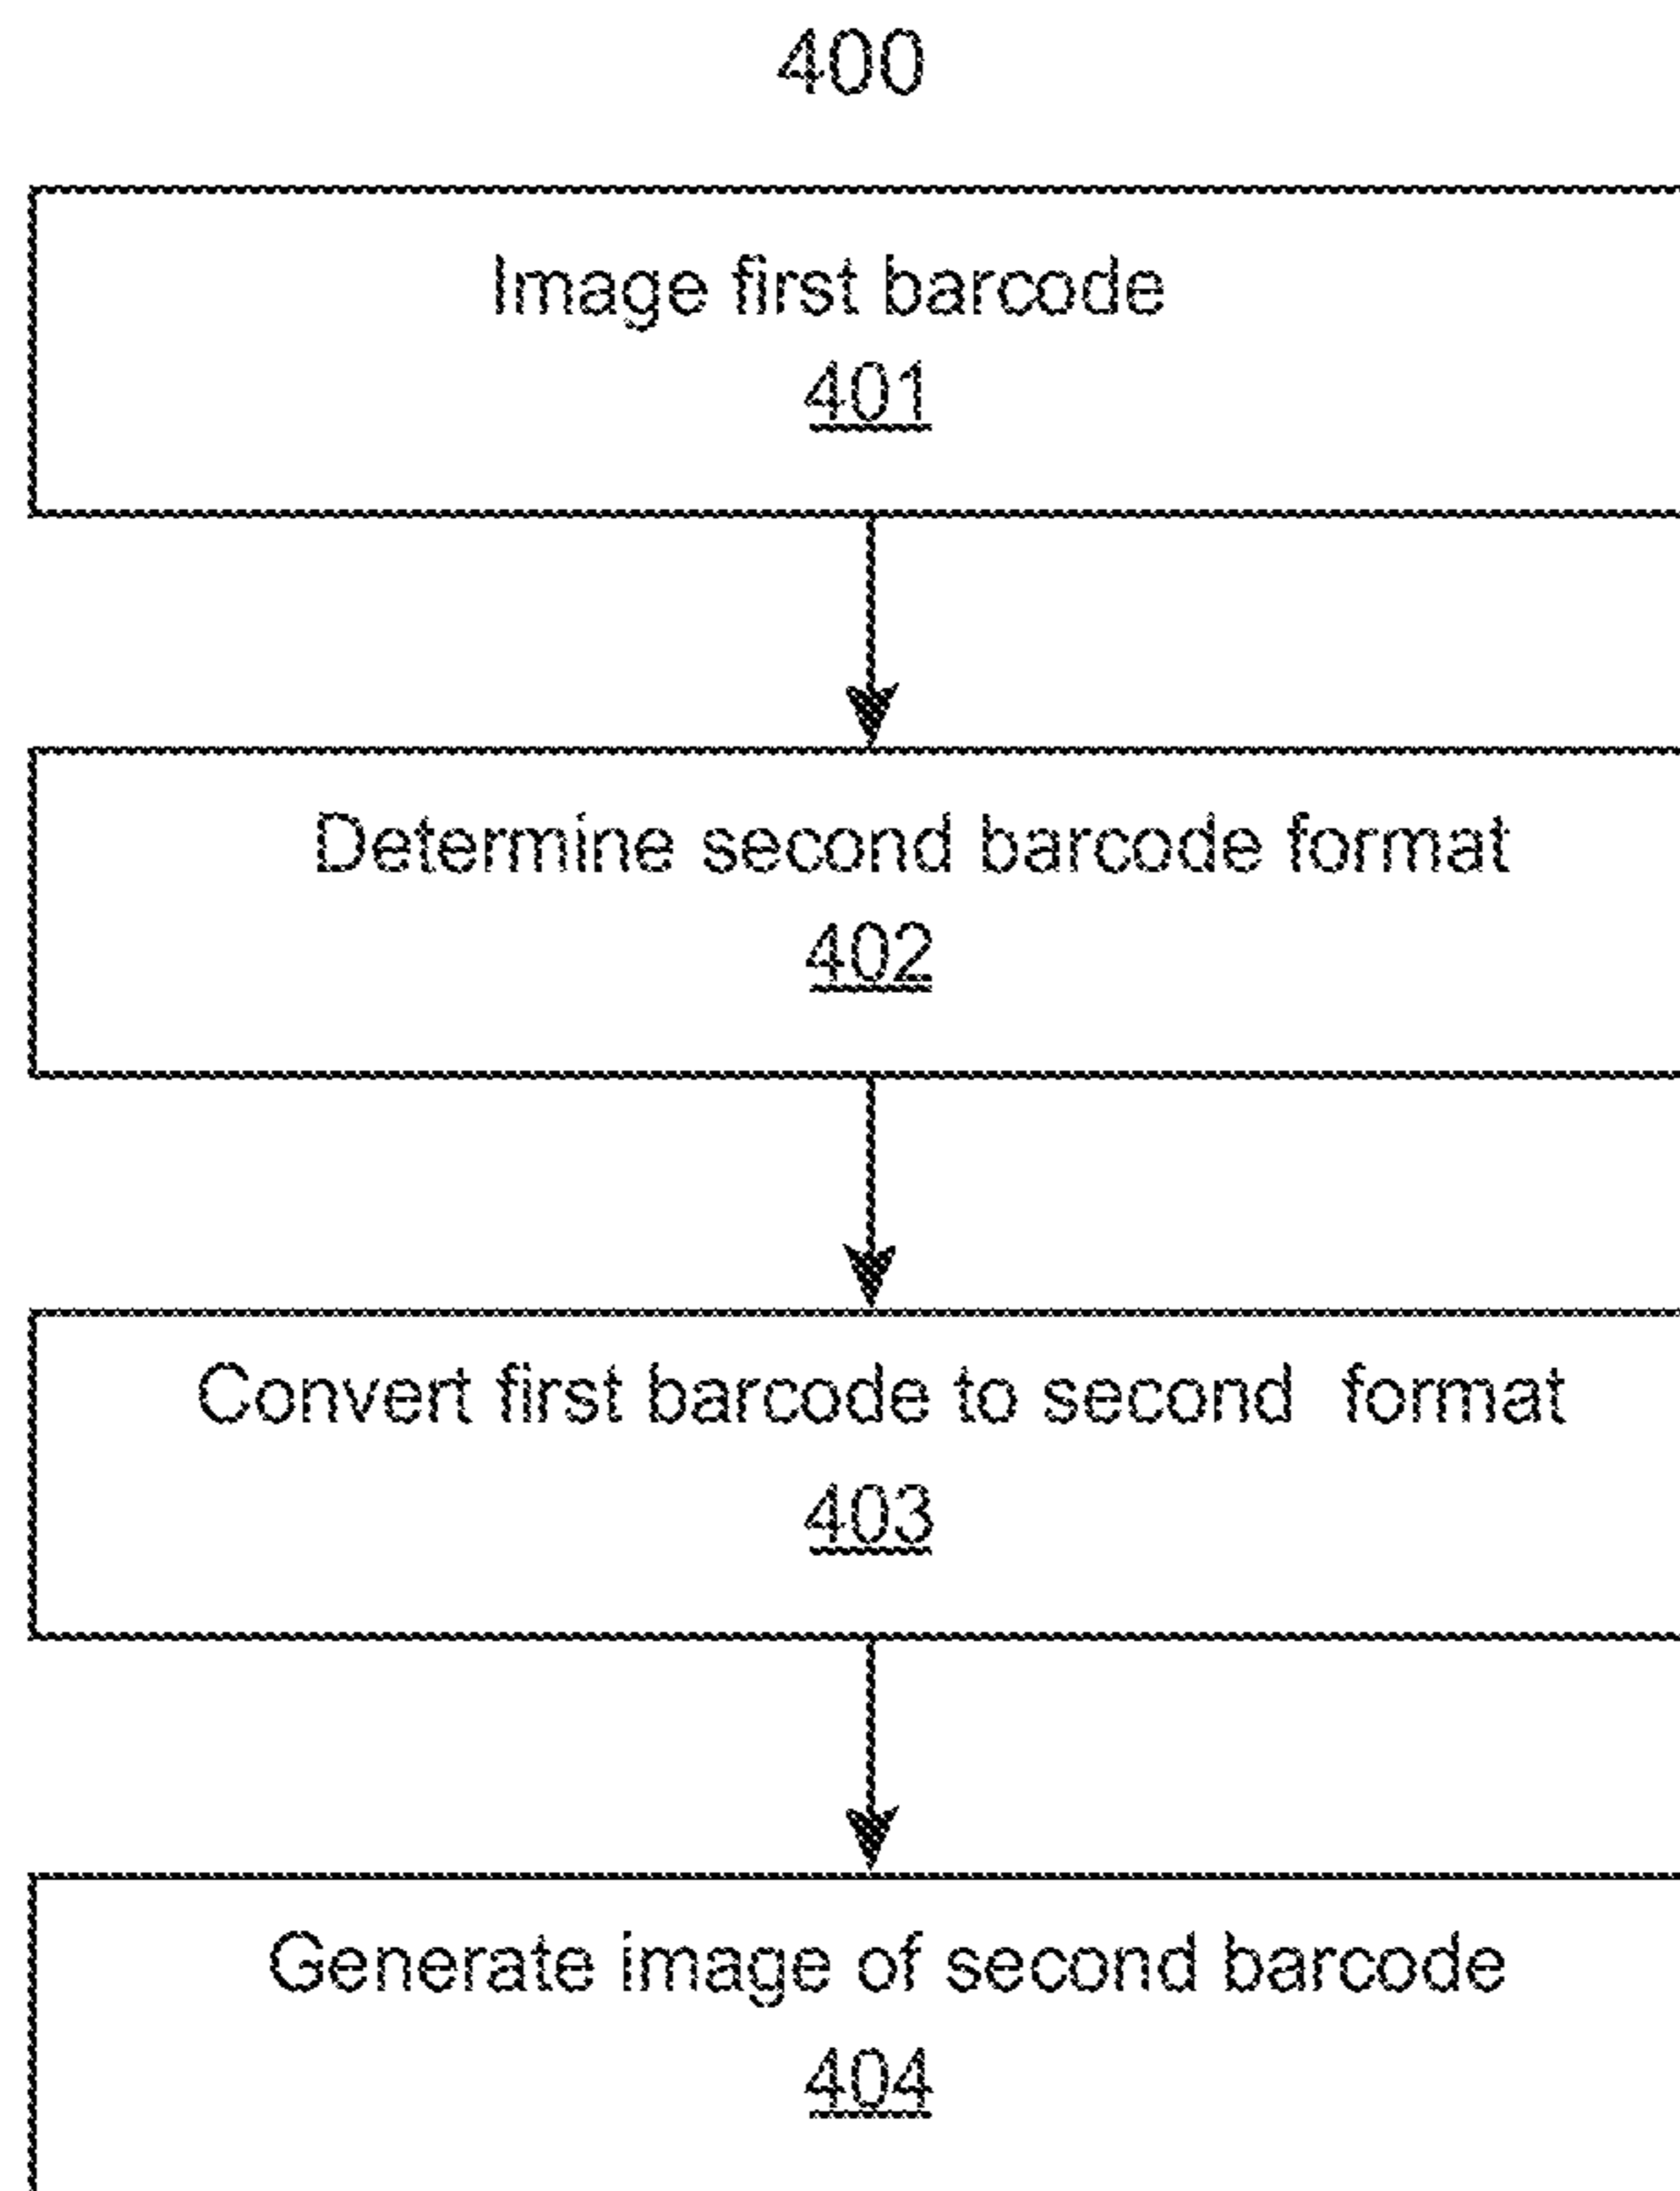 400
Image first barcode
401
Determine second barcode format
402
Convert first barcode to second format
403
Generate image of second barcode
404